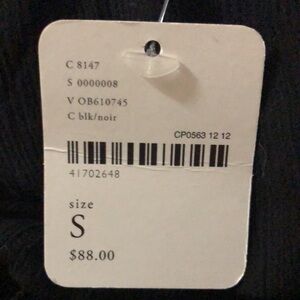 C 8147
S 0000008
V OB610745
C blk/noir
CP0563 12 12
41702648
size
S
$88.00